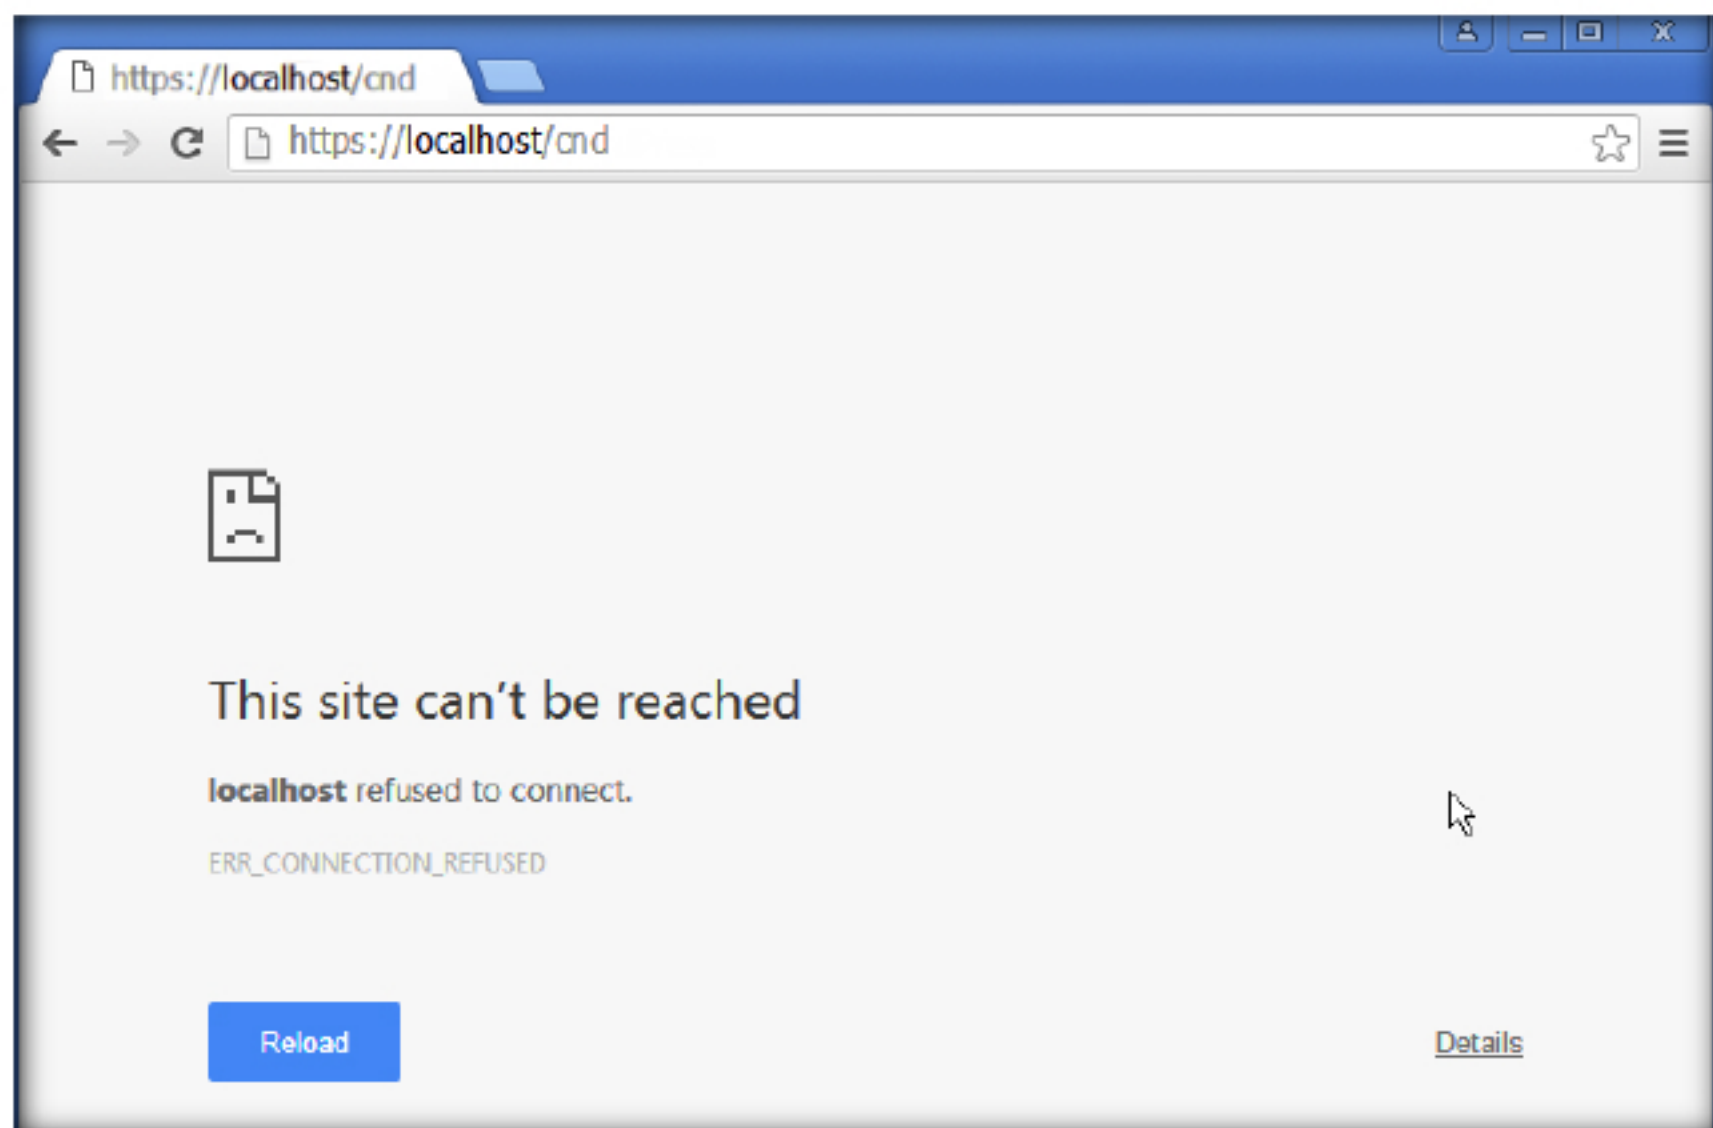 https://localhost/cnd
https://localhost/cnd
This site can't be reached
localhost refused to connect.
ERR_CONNECTION_REFUSED
Reload
Details